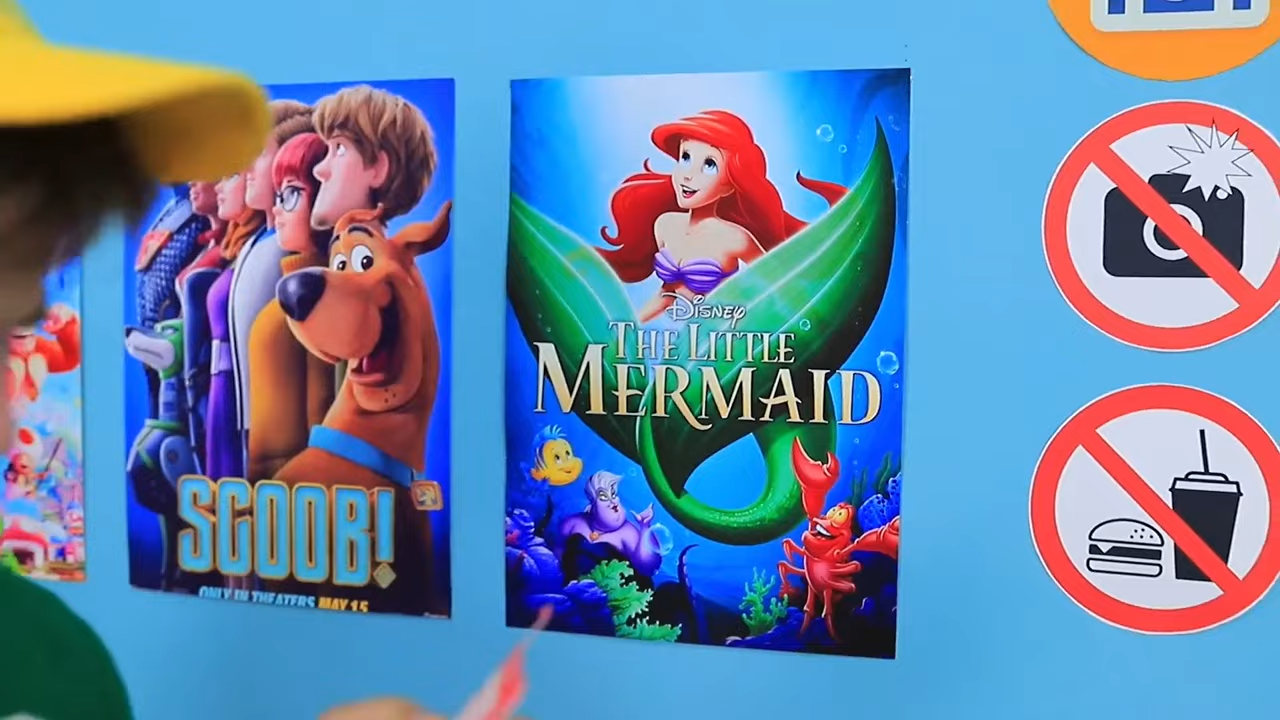 SCOOB!
ONLY IN THEATERS MAY 15
DISNEY
THE LITTLE
MERMAID